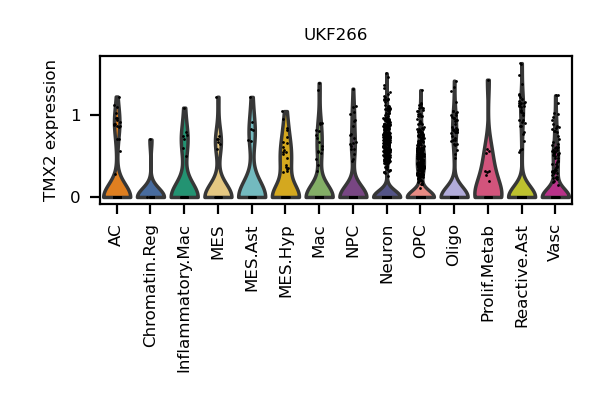 UKF266
TMX2 expression
1
0
AC
Chromatin.Reg
Inflammatory.Mac
MES
MES.Ast
MES.Hyp
Mac
NPC
Neuron
OPC
Oligo
Prolif.Metab
Reactive.Ast
Vasc